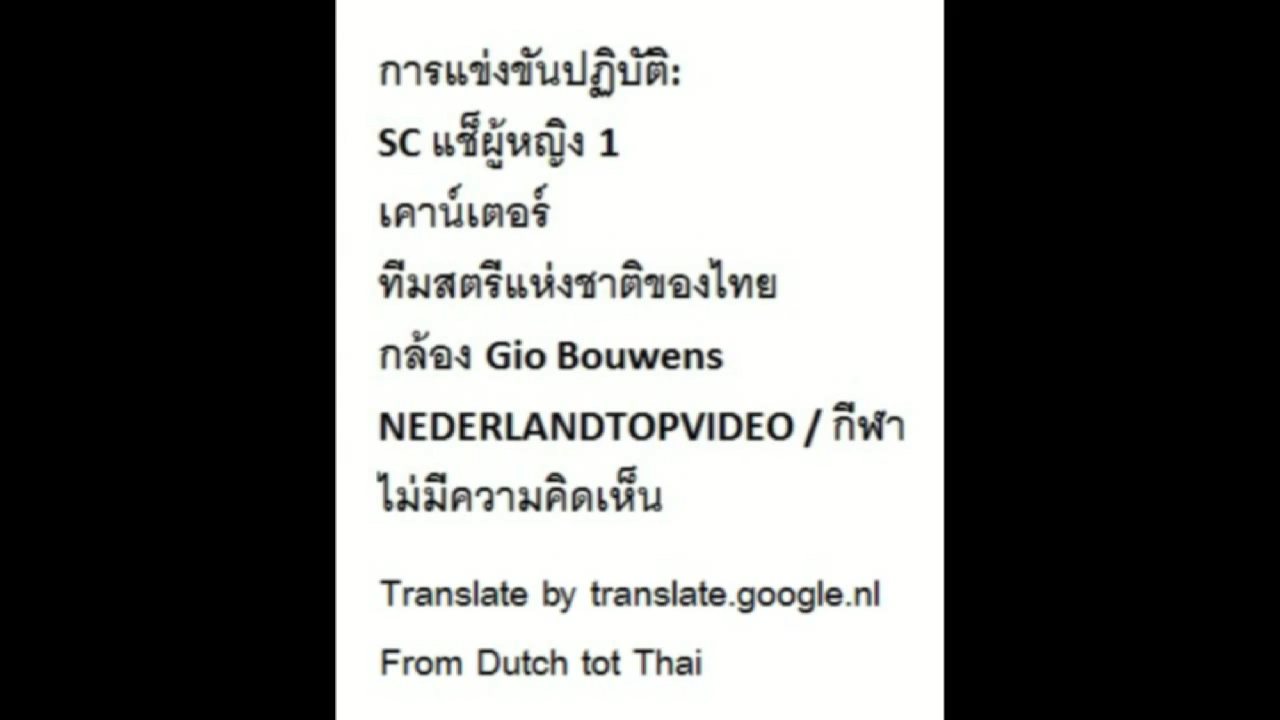 การแข่งขันปฏิบัติ:
SC แช็ผู้หญิง 1
เคาน์เตอร์
ทีมสตรีแห่งชาติของไทย
กล้อง Gio Bouwens
NEDERLANDTOPVIDEO / กีฬา
ไม่มีความคิดเห็น
Translate by translate.google.nl
From Dutch tot Thai